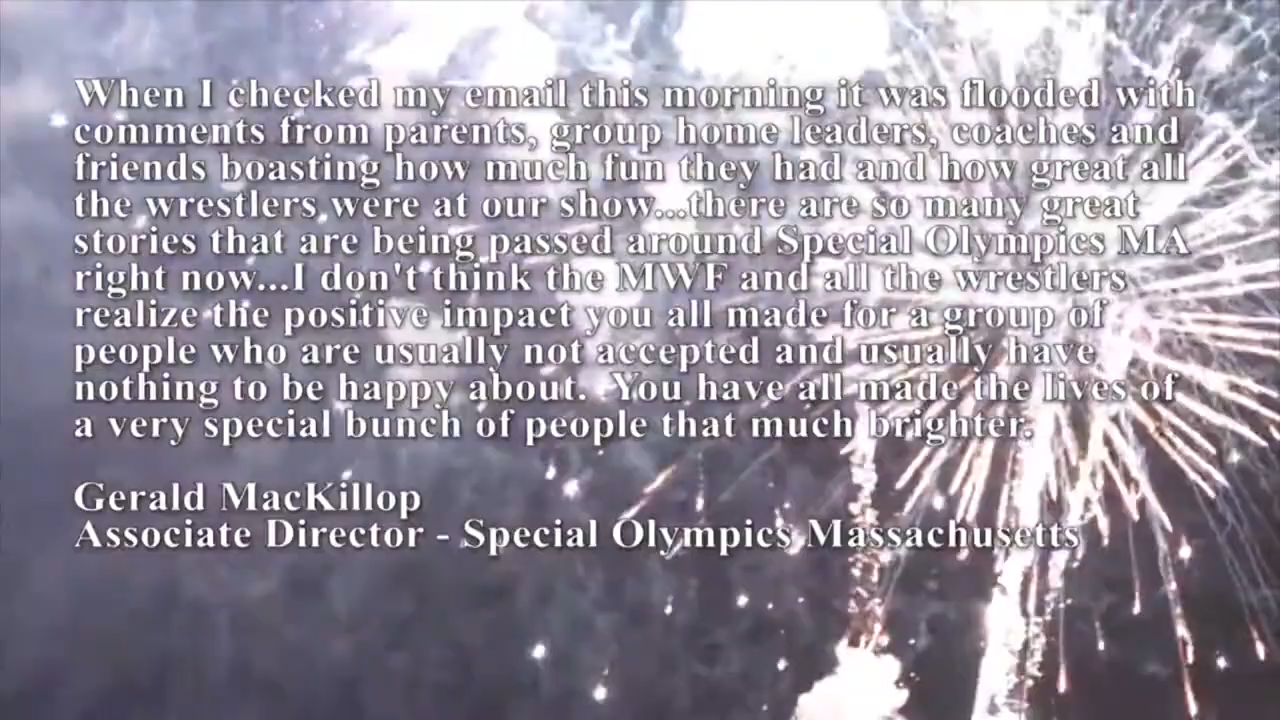 When I checked my email this morning it was flooded with
comments from parents, group home leaders, coaches and
friends boasting how much fun they had and how great all
the wrestlers were at our show...there are so many great
stories that are being passed around Special Olympics MA
right now...I don't think the MWF and all the wrestlers
realize the positive impact you all made for a group of
people who are usually not accepted and usually have
nothing to be happy about.  You have all made the lives of
a very special bunch of people that much brighter.
Gerald MacKillop
Associate Director - Special Olympics Massachusetts